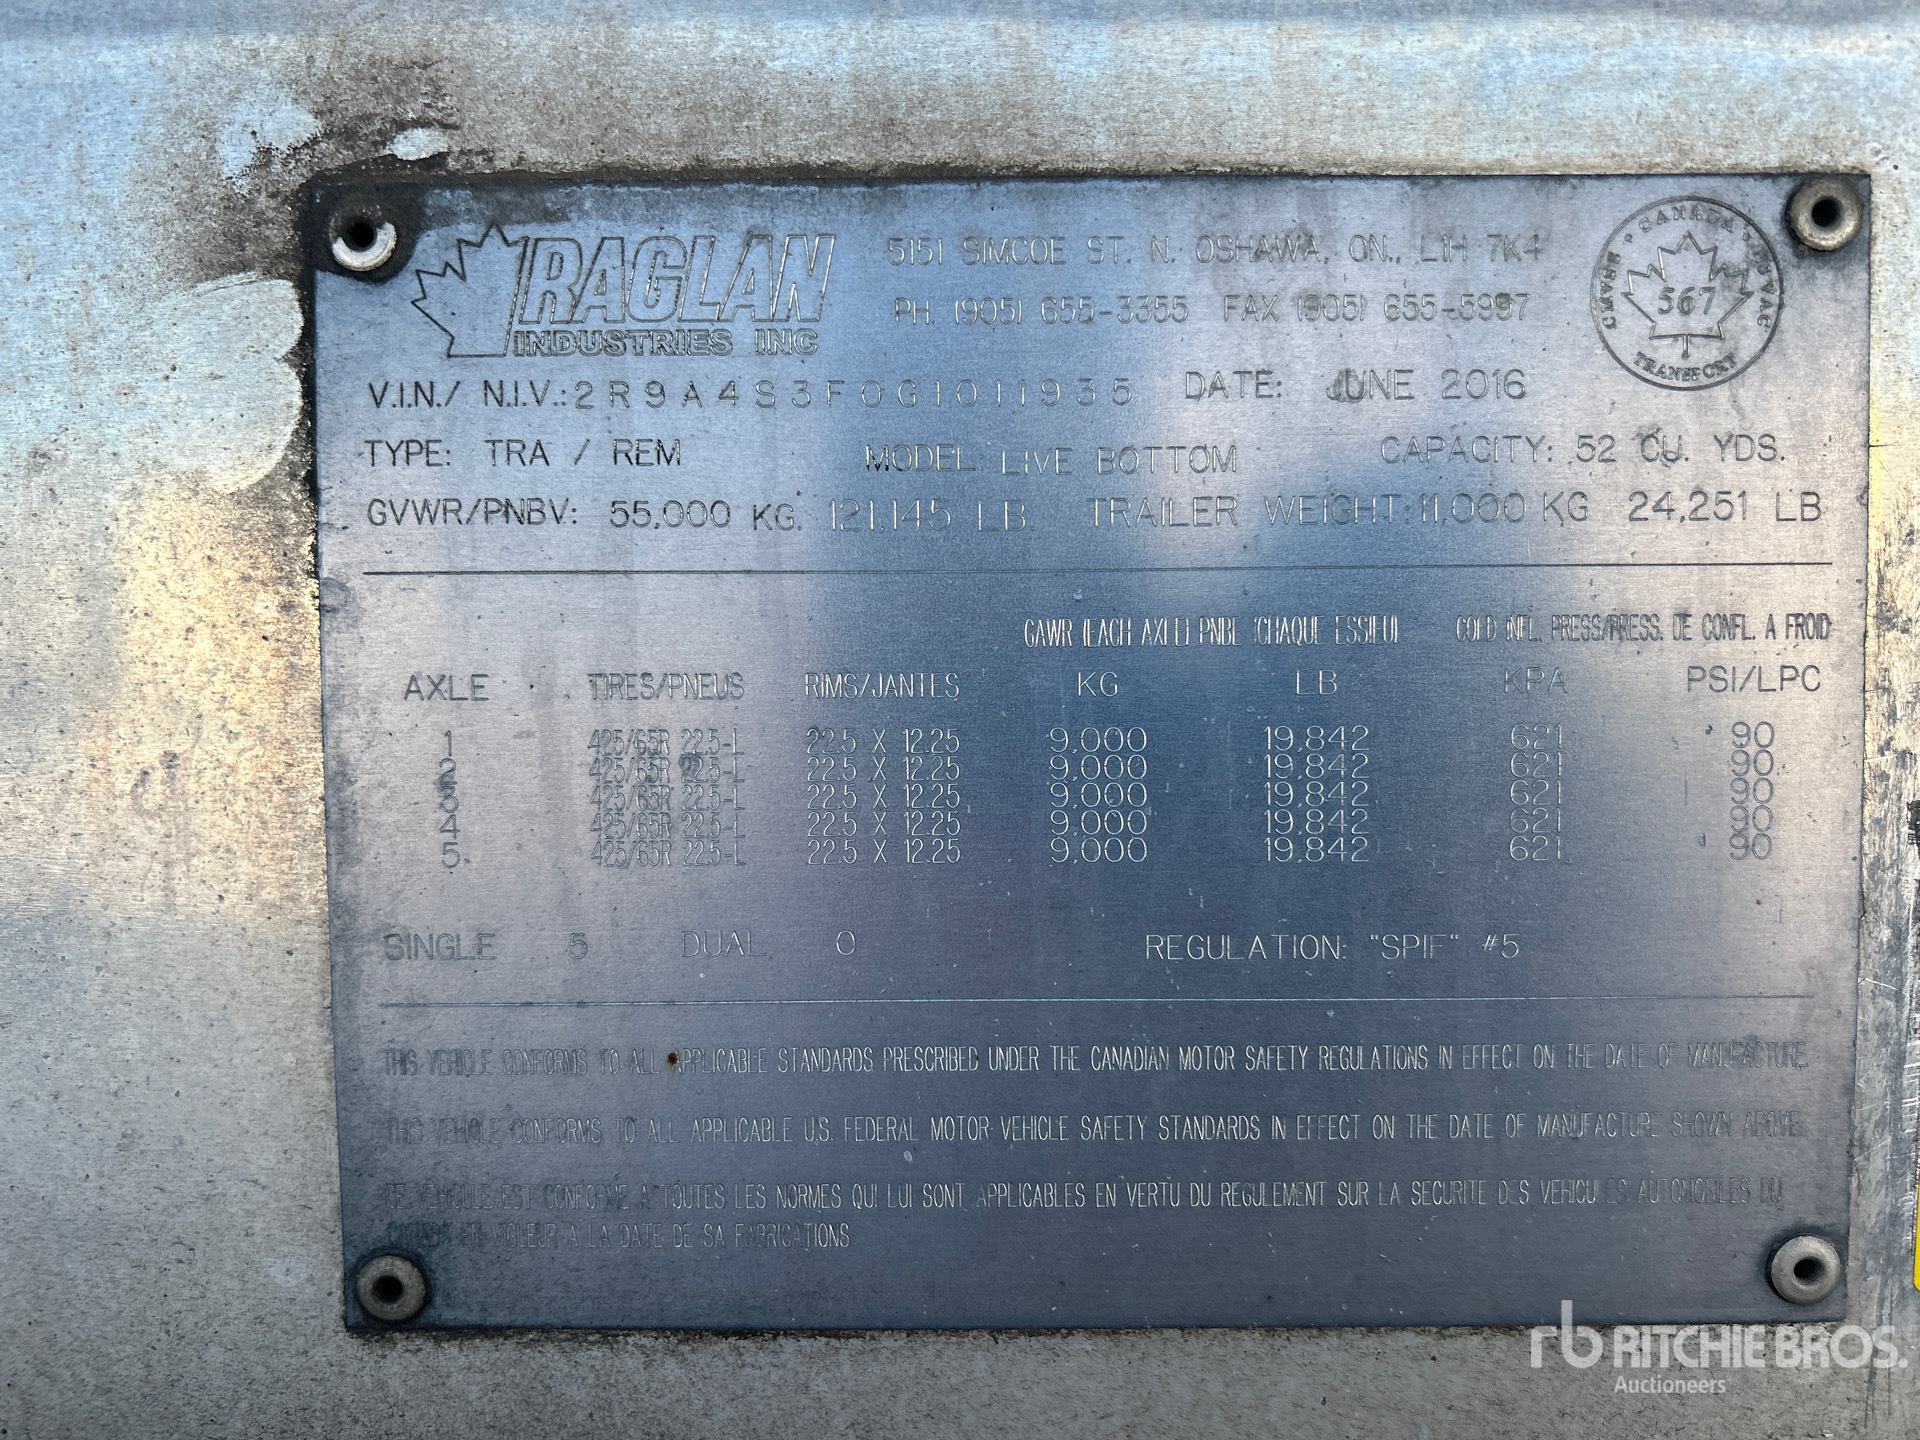 RAGLAN
INDUSTRIES INC
5151 SIMCOE ST. N. OSHAWA, ON., L1H 7K4
PH. (905) 655-3355 FAX (905) 655-5997
CANADA
TRANSPORT
567
V.I.N./ N.I.V.: 2R9A4S3F0G1011935 DATE: JUNE 2016
TYPE: TRA / REM MODEL: LIVE BOTTOM CAPACITY: 52 CU. YDS.
GVWR/PNBV: 55,000 KG. 121,145 LB. TRAILER WEIGHT: 11,000 KG 24,251 LB
GAWR (EACH AXLE) PNBE (CHAQUE ESSIEU) COLD INFL. PRESS/PRESS. DE CONFL. A FROID
AXLE TIRES/PNEUS RIMS/JANTES KG LB KPA PSI/LPC
1 425/65R 22.5-L 22.5 X 12.25 9,000 19,842 621 90
2 425/65R 22.5-L 22.5 X 12.25 9,000 19,842 621 90
3 425/65R 22.5-L 22.5 X 12.25 9,000 19,842 621 90
4 425/65R 22.5-L 22.5 X 12.25 9,000 19,842 621 90
5 425/65R 22.5-L 22.5 X 12.25 9,000 19,842 621 90
SINGLE 5 DUAL 0 REGULATION: "SPIF" #5
THIS VEHICLE CONFORMS TO ALL APPLICABLE STANDARDS PRESCRIBED UNDER THE CANADIAN MOTOR SAFETY REGULATIONS IN EFFECT ON THE DATE OF MANUFACTURE.
THIS VEHICLE CONFORMS TO ALL APPLICABLE U.S. FEDERAL MOTOR VEHICLE SAFETY STANDARDS IN EFFECT ON THE DATE OF MANUFACTURE SHOWN ABOVE.
CE VEHICULE EST CONFORME A TOUTES LES NORMES QUI LUI SONT APPLICABLES EN VERTU DU REGULEMENT SUR LA SECURITE DES VEHICULES AUTOMOBILES DU
EN VIGUEUR A LA DATE DE SA FABRICATIONS
rb RITCHIE BROS.
Auctioneers